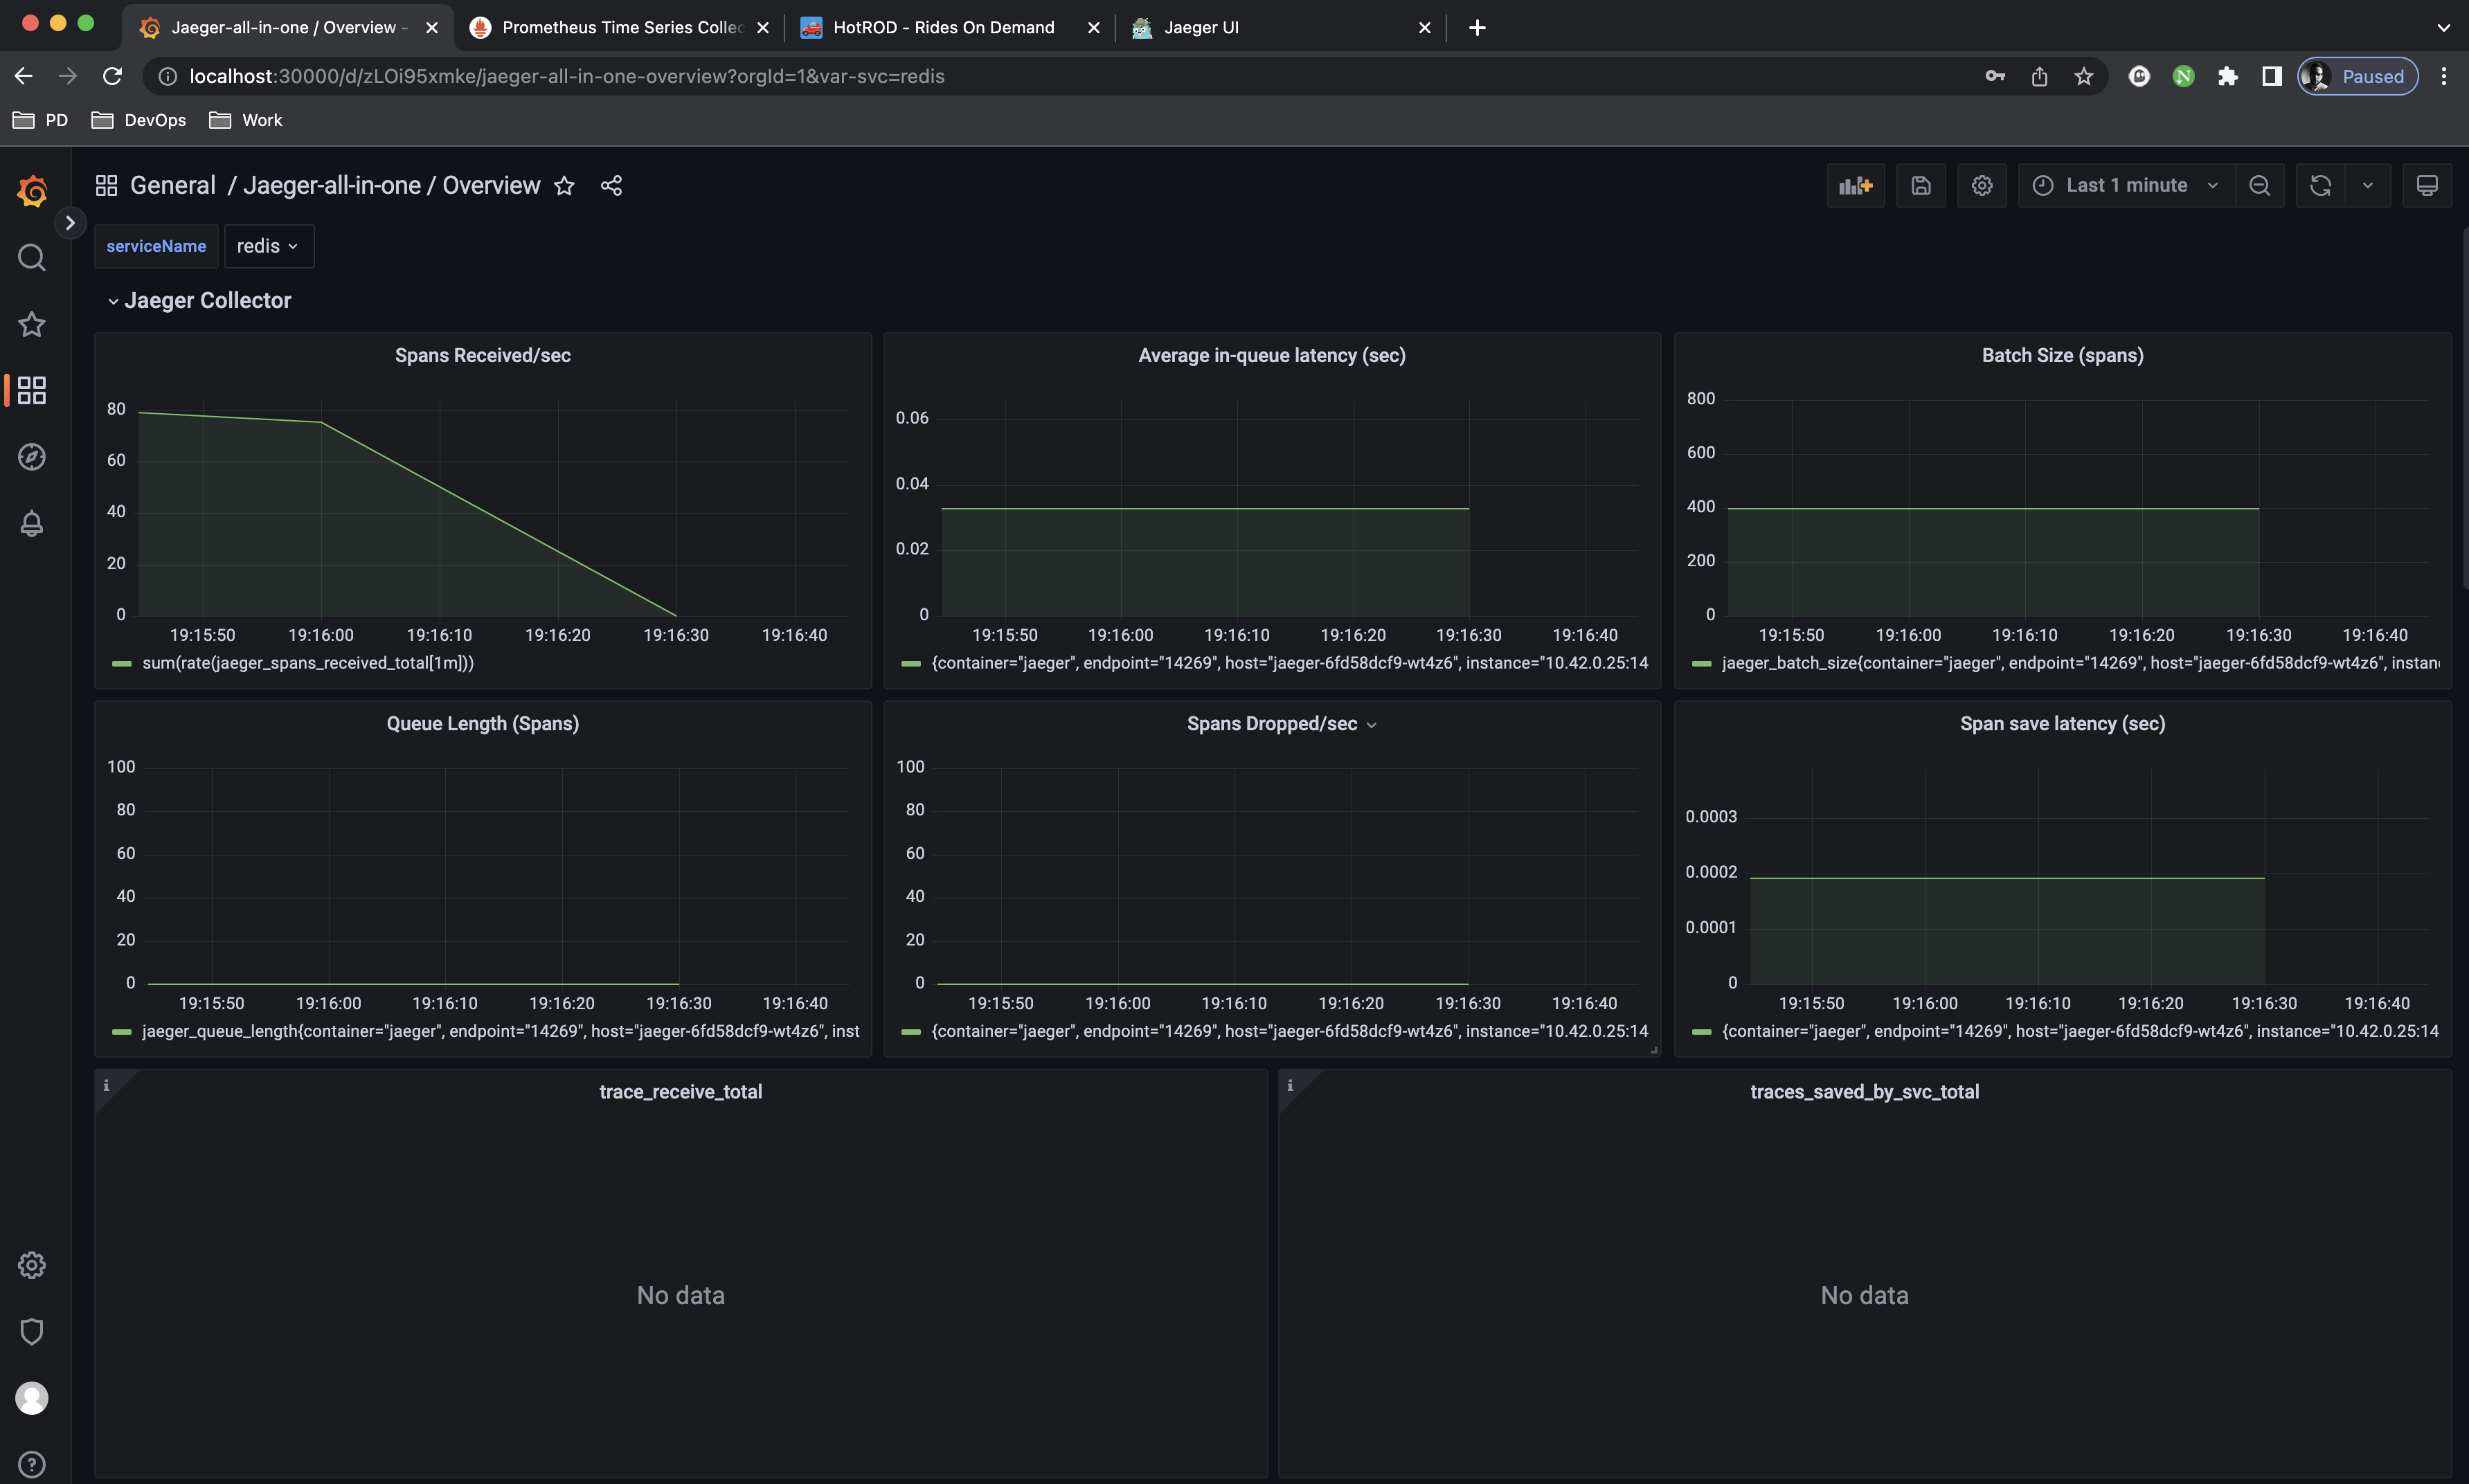 Jaeger-all-in-one / Overview -
Prometheus Time Series Collec
HotROD - Rides On Demand
Jaeger UI
localhost:30000/d/zLOi95xmke/jaeger-all-in-one-overview?orgId=1&var-svc=redis
N
Paused
PD
DevOps
Work
General / Jaeger-all-in-one / Overview
Last 1 minute
serviceName
redis
Jaeger Collector
Spans Received/sec
80
60
40
20
0
19:15:50 19:16:00 19:16:10 19:16:20 19:16:30 19:16:40
sum(rate(jaeger_spans_received_total[1m]))
Average in-queue latency (sec)
0.06
0.04
0.02
0
19:15:50 19:16:00 19:16:10 19:16:20 19:16:30 19:16:40
{container="jaeger", endpoint="14269", host="jaeger-6fd58dcf9-wt4z6", instance="10.42.0.25:14
Batch Size (spans)
800
600
400
200
0
19:15:50 19:16:00 19:16:10 19:16:20 19:16:30 19:16:40
jaeger_batch_size{container="jaeger", endpoint="14269", host="jaeger-6fd58dcf9-wt4z6", instan
Queue Length (Spans)
100
80
60
40
20
0
19:15:50 19:16:00 19:16:10 19:16:20 19:16:30 19:16:40
jaeger_queue_length{container="jaeger", endpoint="14269", host="jaeger-6fd58dcf9-wt4z6", inst
Spans Dropped/sec
100
80
60
40
20
0
19:15:50 19:16:00 19:16:10 19:16:20 19:16:30 19:16:40
{container="jaeger", endpoint="14269", host="jaeger-6fd58dcf9-wt4z6", instance="10.42.0.25:14
Span save latency (sec)
0.0003
0.0002
0.0001
0
19:15:50 19:16:00 19:16:10 19:16:20 19:16:30 19:16:40
{container="jaeger", endpoint="14269", host="jaeger-6fd58dcf9-wt4z6", instance="10.42.0.25:14
i
trace_receive_total
No data
i
traces_saved_by_svc_total
No data